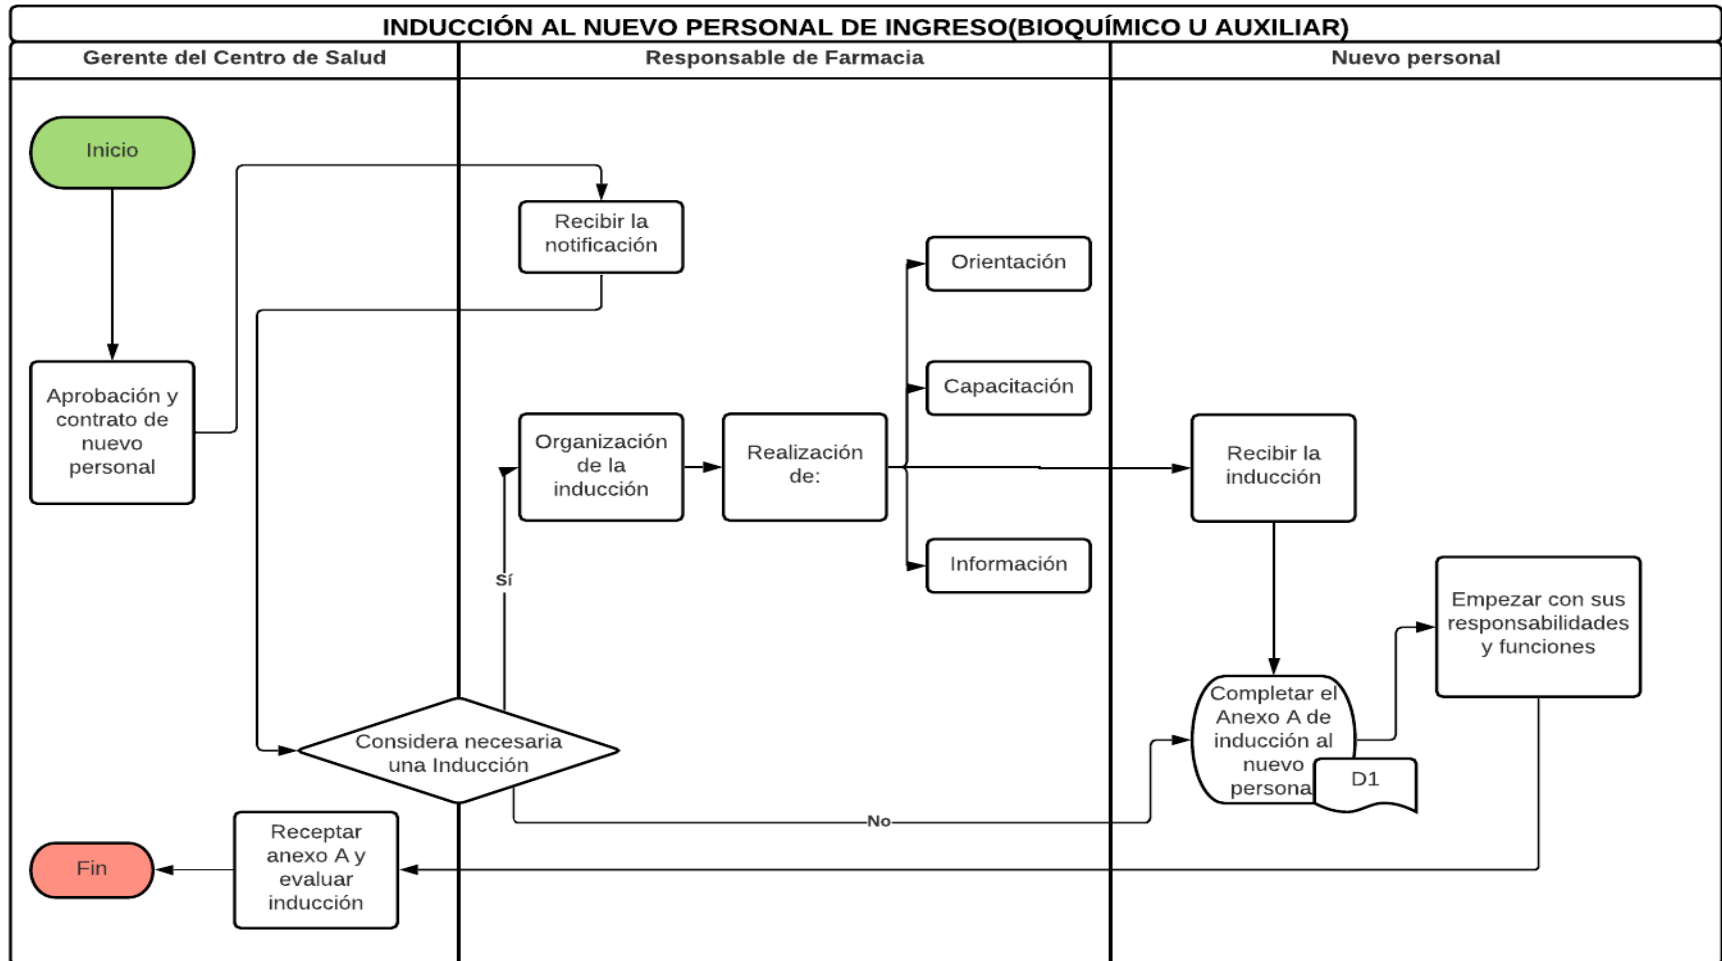 INDUCCIÓN AL NUEVO PERSONAL DE INGRESO(BIOQUÍMICO U AUXILIAR)
Gerente del Centro de Salud
Responsable de Farmacia
Nuevo personal
Inicio
Aprobación y
contrato de
nuevo
personal
Recibir la
notificación
Considera necesaria
una Inducción
Sí
No
Organización
de la
inducción
Realización
de:
Orientación
Capacitación
Información
Recibir la
inducción
Completar el
Anexo A de
inducción al
nuevo
persona
D1
Empezar con sus
responsabilidades
y funciones
Receptar
anexo A y
evaluar
inducción
Fin